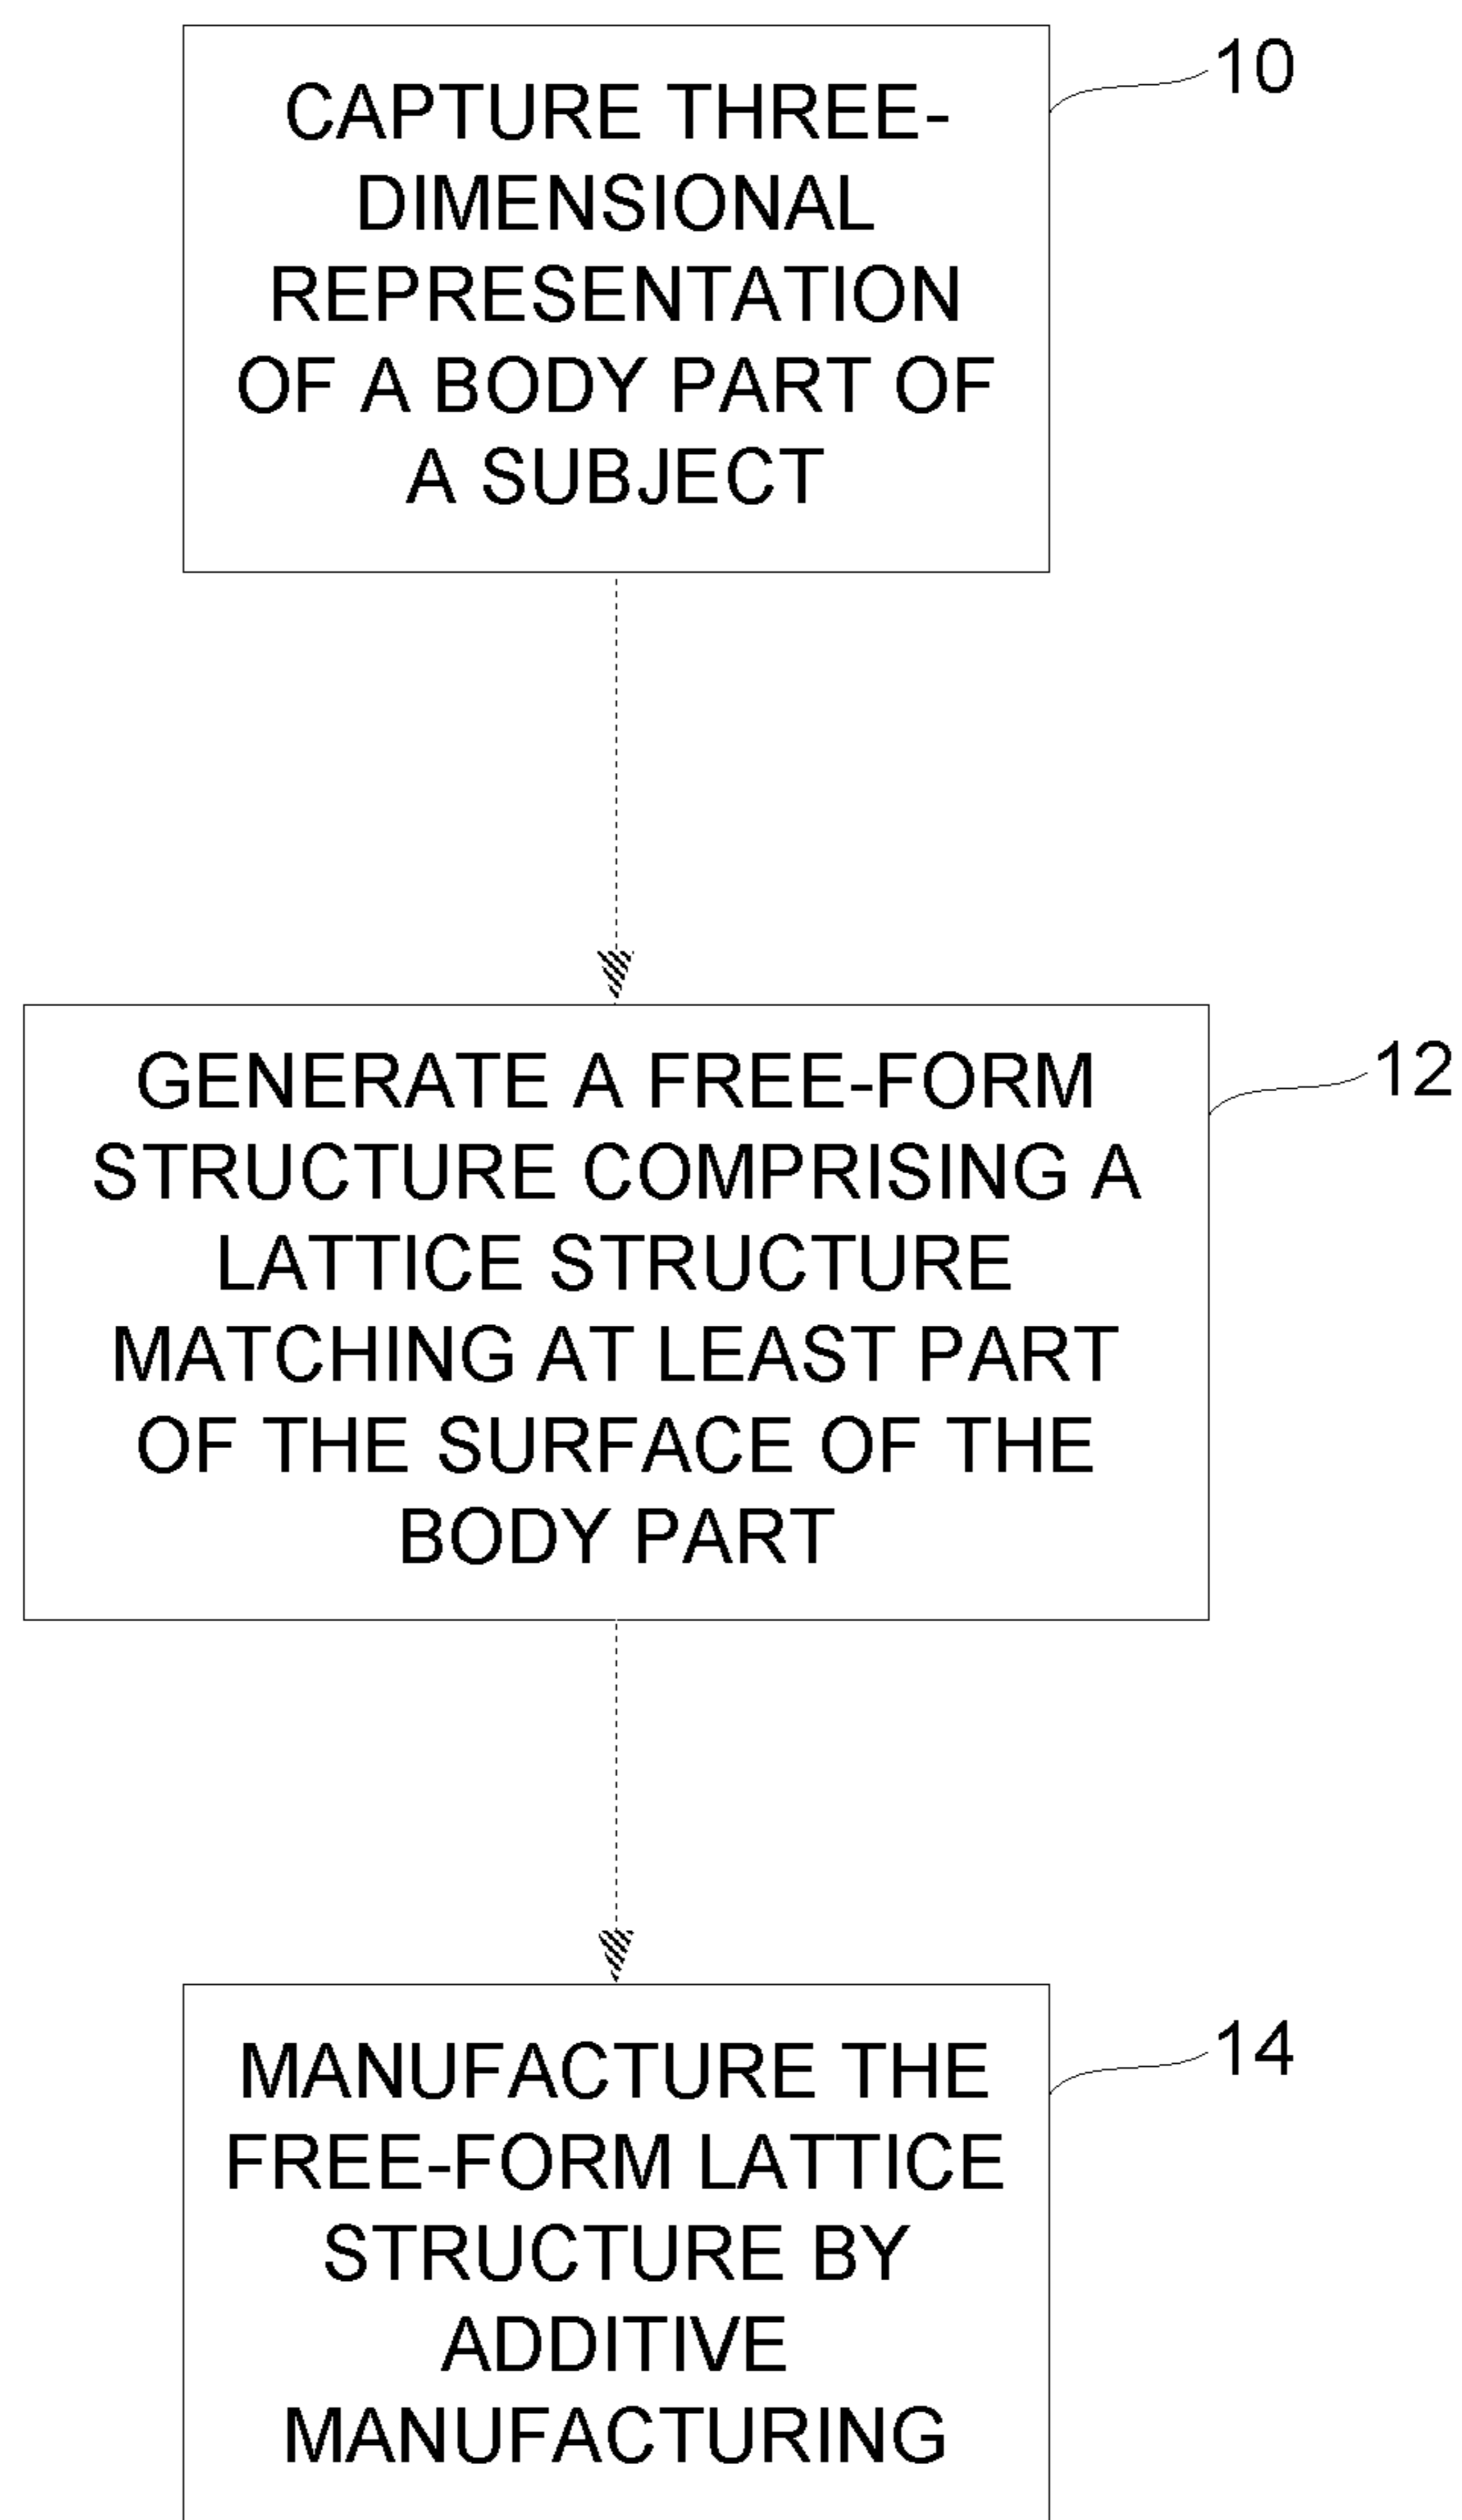 CAPTURE THREE-
DIMENSIONAL
REPRESENTATION
OF A BODY PART OF
A SUBJECT
10
GENERATE A FREE-FORM
STRUCTURE COMPRISING A
LATTICE STRUCTURE
MATCHING AT LEAST PART
OF THE SURFACE OF THE
BODY PART
12
MANUFACTURE THE
FREE-FORM LATTICE
STRUCTURE BY
ADDITIVE
MANUFACTURING
14